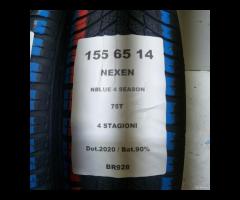 155 65 14
NEXEN
NBLUE 4 SEASON
75T
4 STAGIONI
Dot.2020 / Bat.90%
BR928